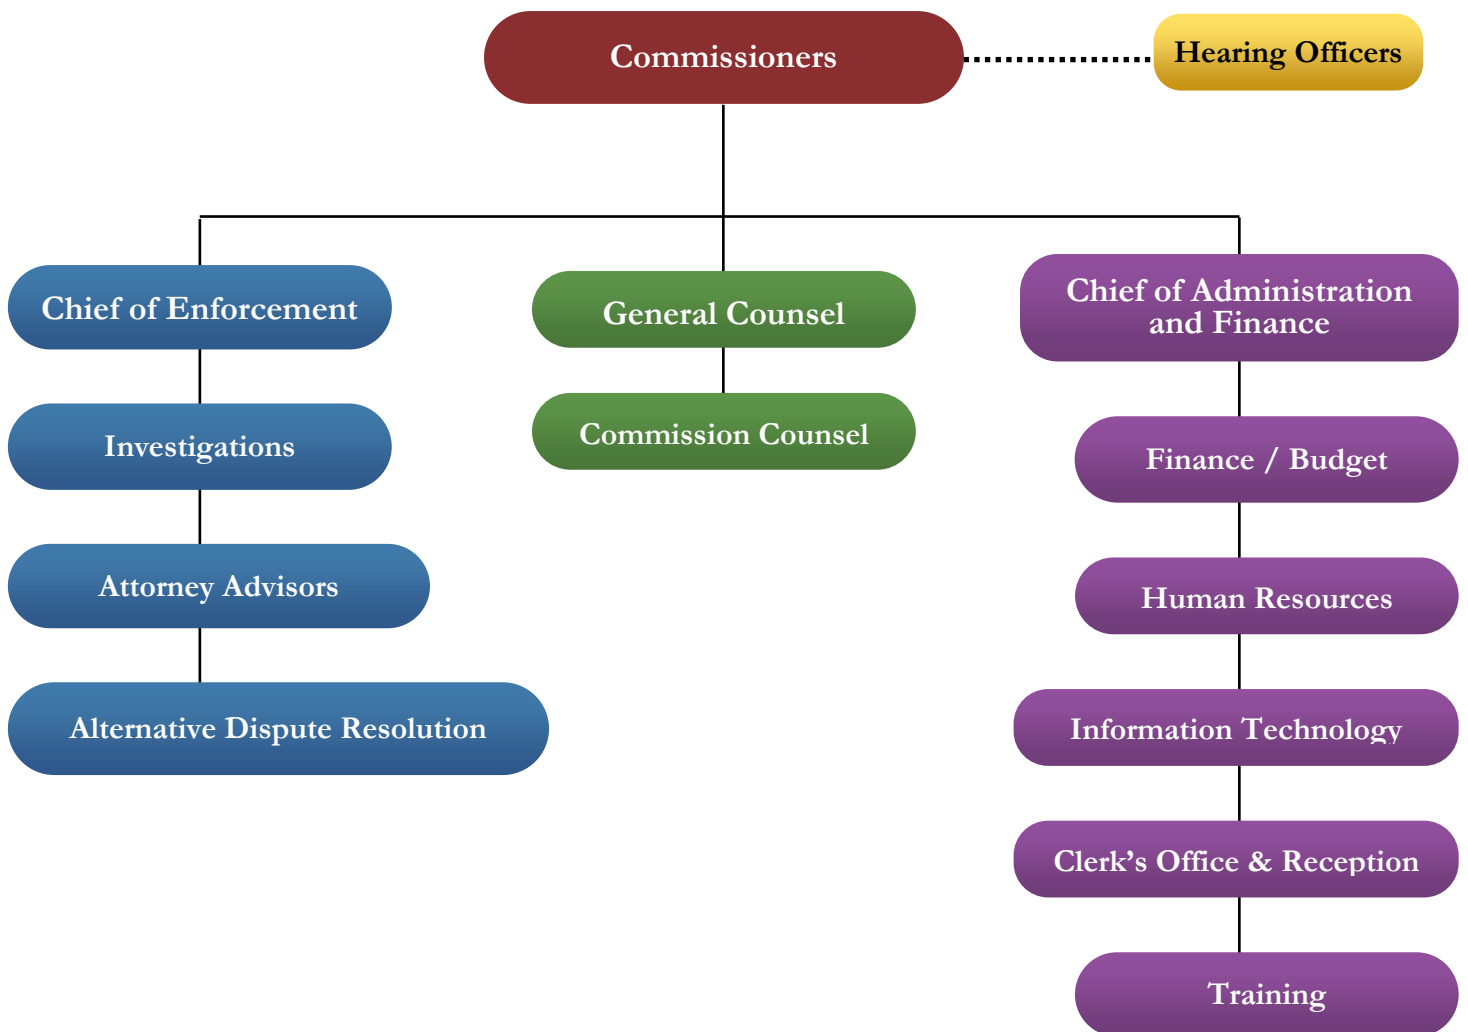 Commissioners
Hearing Officers
Chief of Enforcement
General Counsel
Chief of Administration
and Finance
Investigations
Commission Counsel
Finance / Budget
Attorney Advisors
Human Resources
Alternative Dispute Resolution
Information Technology
Clerk’s Office & Reception
Training